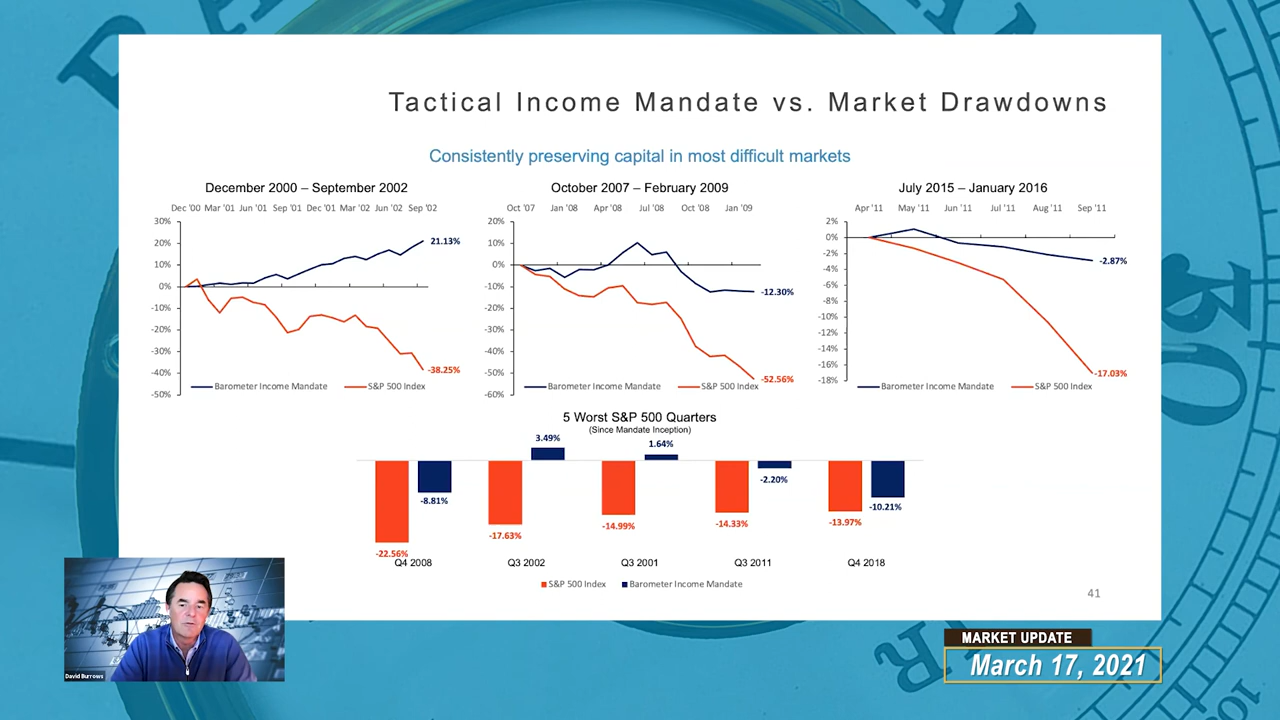 Tactical Income Mandate vs. Market Drawdowns
Consistently preserving capital in most difficult markets
December 2000 – September 2002
Dec '00 Mar '01 Jun '01 Sep '01 Dec '01 Mar '02 Jun '02 Sep '02
30%
20%
10%
0%
-10%
-20%
-30%
-40%
-50%
21.13%
-38.25%
Barometer Income Mandate S&P 500 Index
October 2007 – February 2009
Oct '07 Jan '08 Apr '08 Jul '08 Oct '08 Jan '09
20%
10%
0%
-10%
-20%
-30%
-40%
-50%
-60%
-12.30%
-52.56%
Barometer Income Mandate S&P 500 Index
July 2015 – January 2016
Apr '11 May '11 Jun '11 Jul '11 Aug '11 Sep '11
2%
0%
-2%
-4%
-6%
-8%
-10%
-12%
-14%
-16%
-18%
-2.87%
-17.03%
Barometer Income Mandate S&P 500 Index
5 Worst S&P 500 Quarters
(Since Mandate Inception)
3.49% 1.64%
-8.81% -2.20% -10.21%
-22.56% -17.63% -14.99% -14.33% -13.97%
Q4 2008 Q3 2002 Q3 2001 Q3 2011 Q4 2018
S&P 500 Index Barometer Income Mandate
41
David Burrows
MARKET UPDATE
March 17, 2021